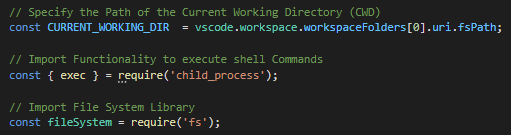 // Specify the Path of the Current Working Directory (CWD)
const CURRENT_WORKING_DIR  = vscode.workspace.workspaceFolders[0].uri.fsPath;
// Import Functionality to execute shell Commands
const { exec } = require('child_process');
// Import File System Library
const fileSystem = require('fs');